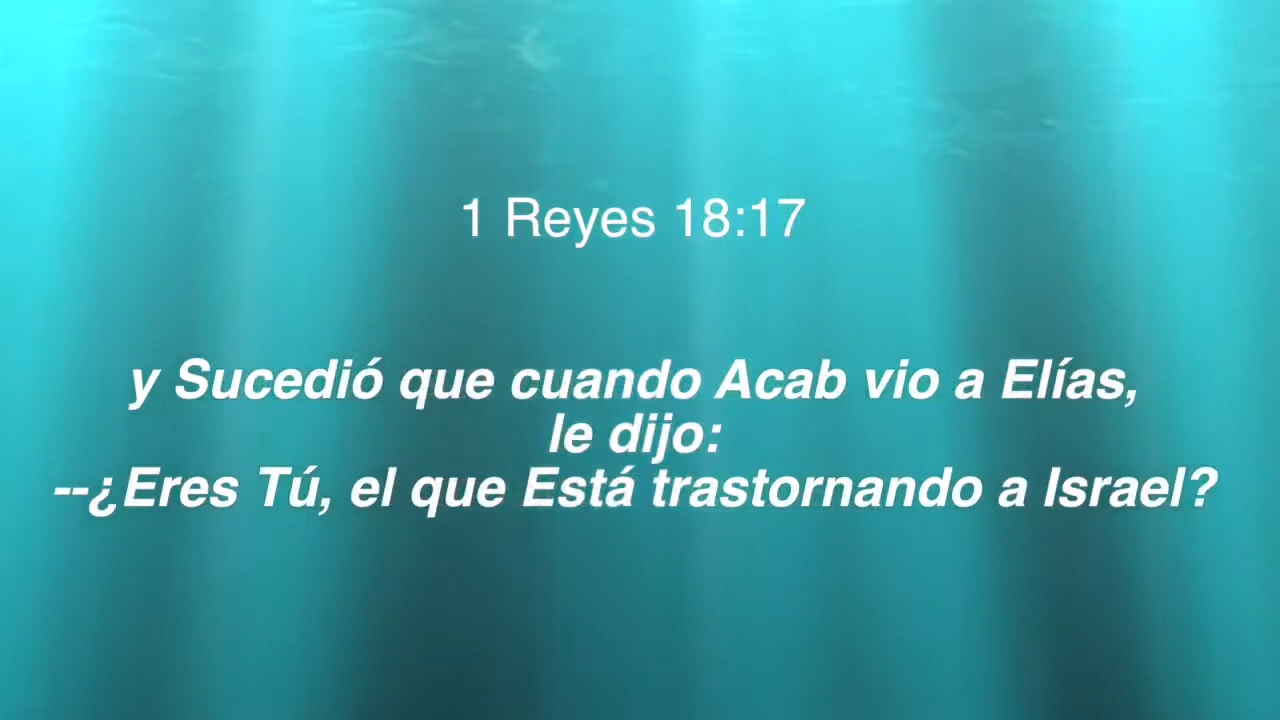 1 Reyes 18:17
y Sucedió que cuando Acab vio a Elías,
le dijo:
--¿Eres Tú, el que Está trastornando a Israel?